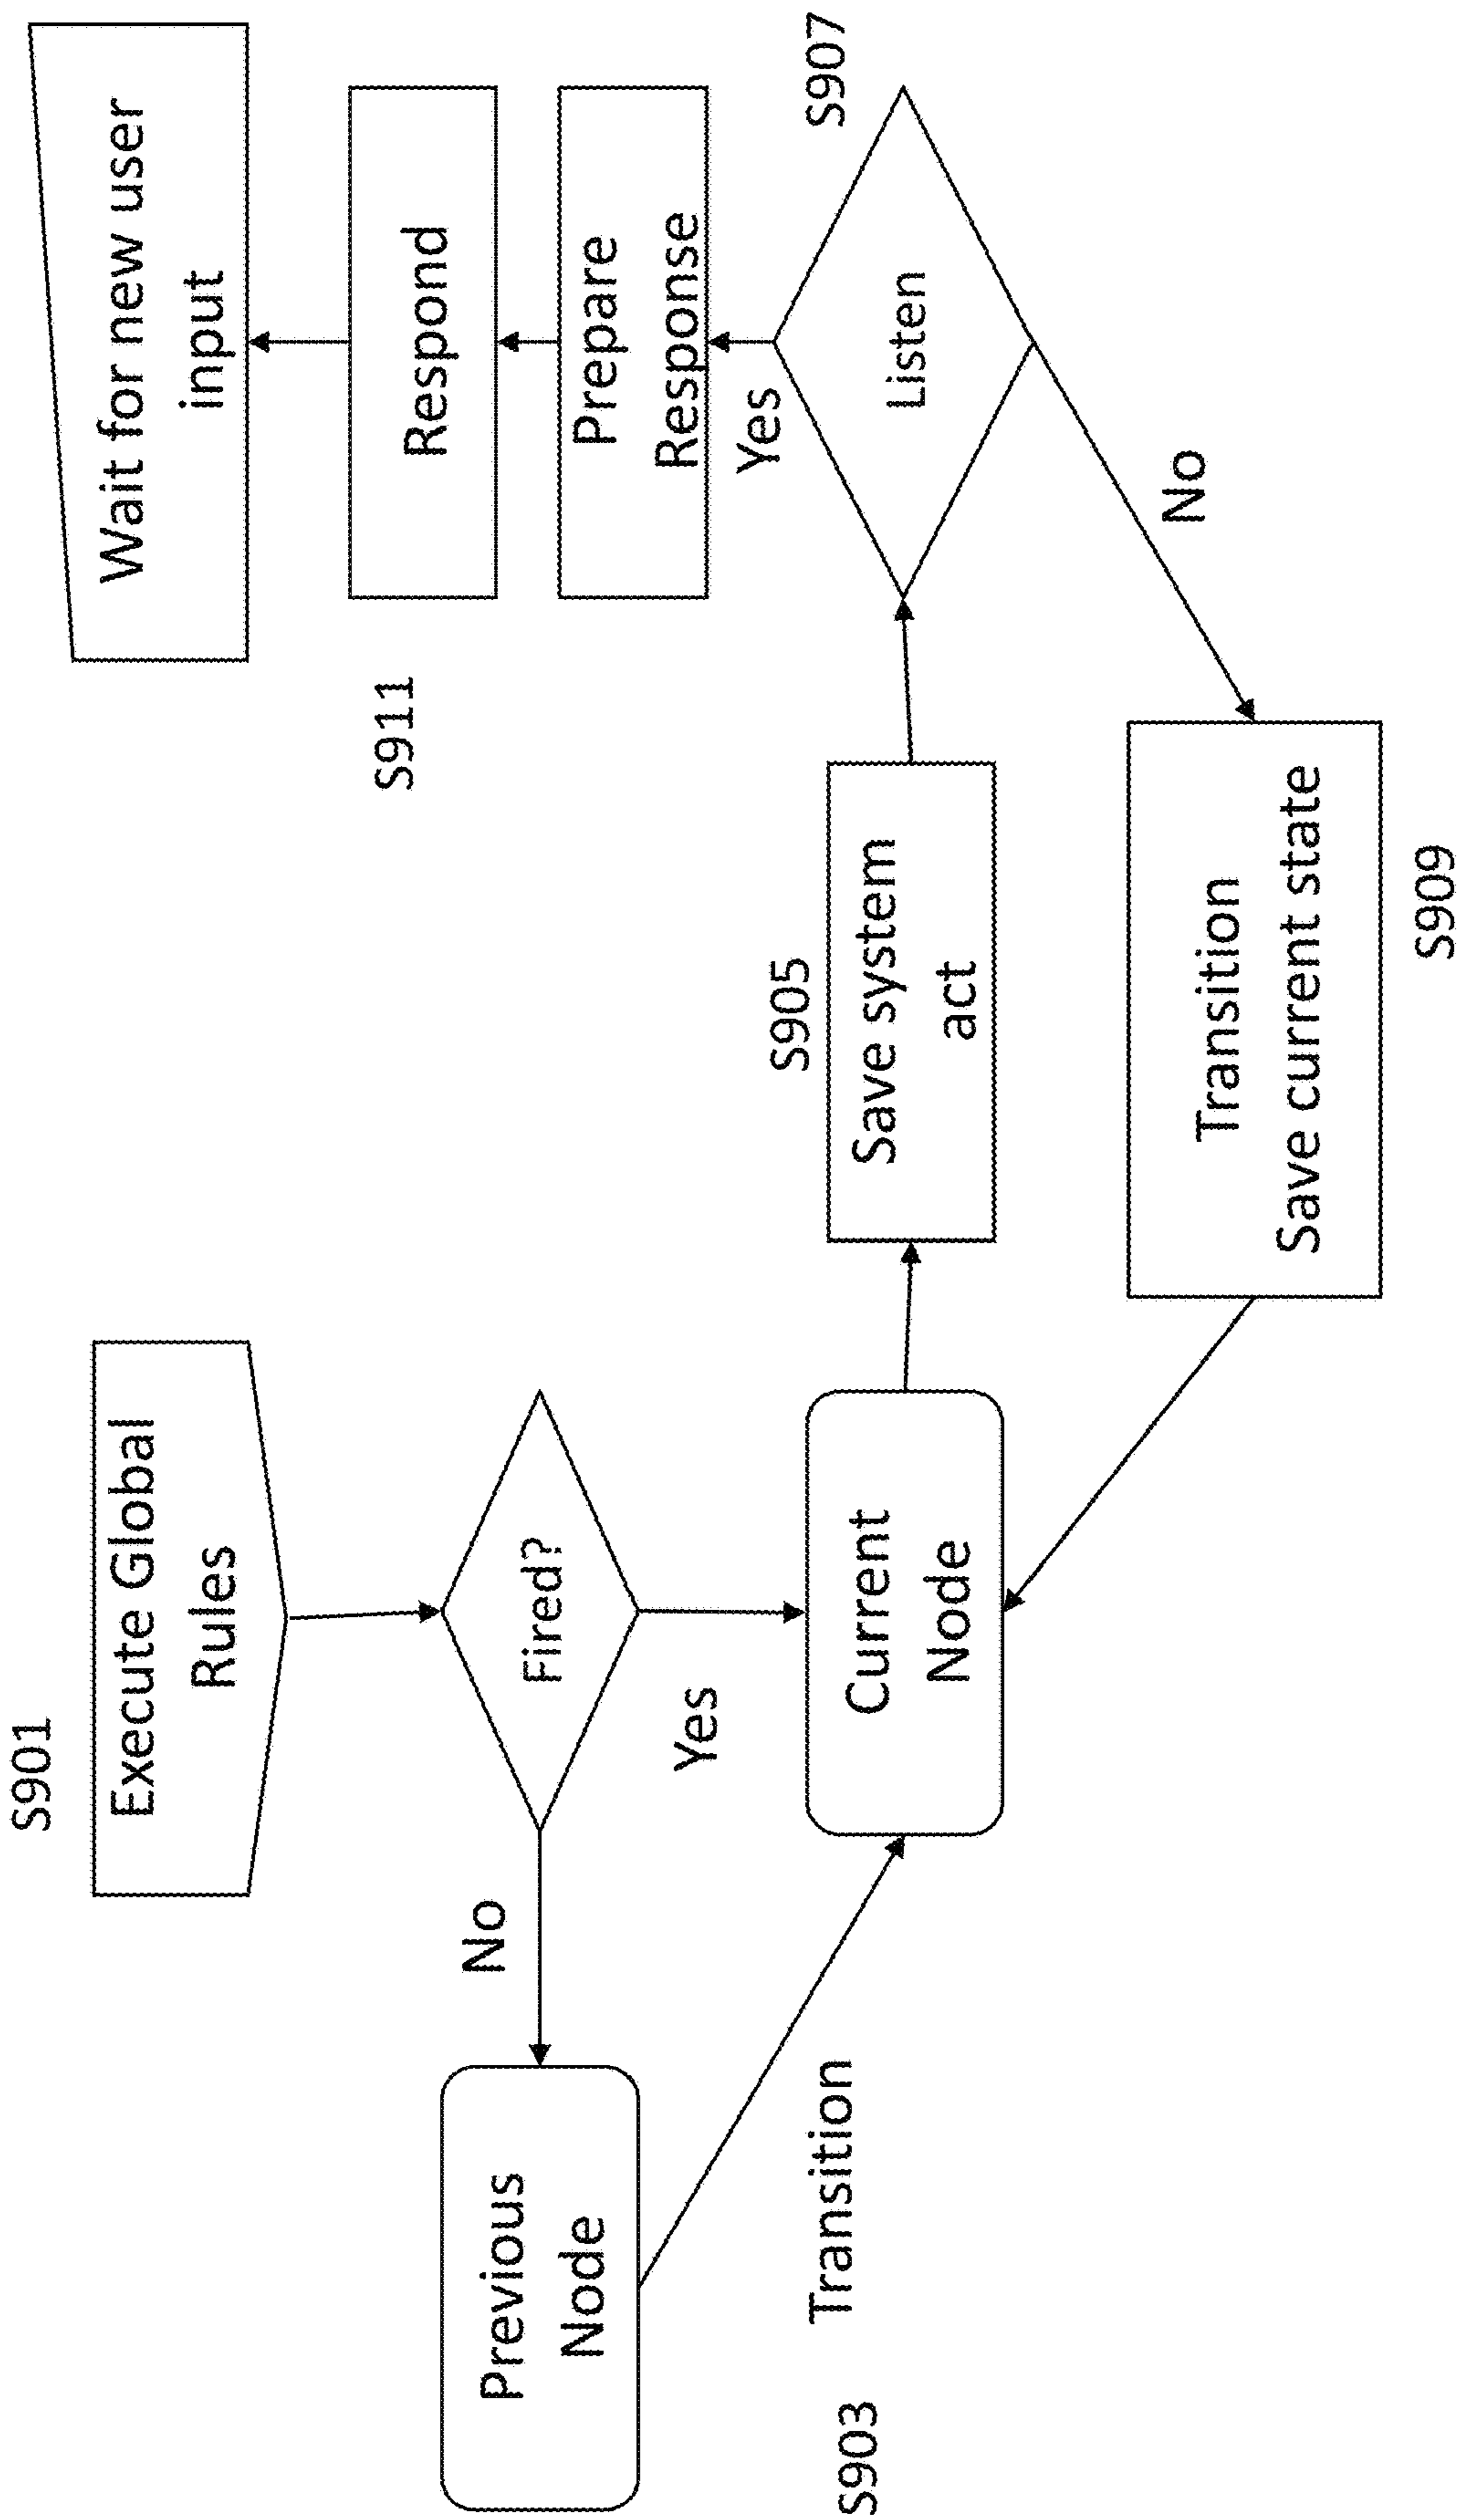 S901
Execute Global
Rules
Fired?
No
Yes
Previous
Node
Transition
S903
Current
Node
S905
Save system
act
S907
Listen
Yes
No
Prepare
Response
Respond
S911
Wait for new user
input
Transition
Save current state
S909